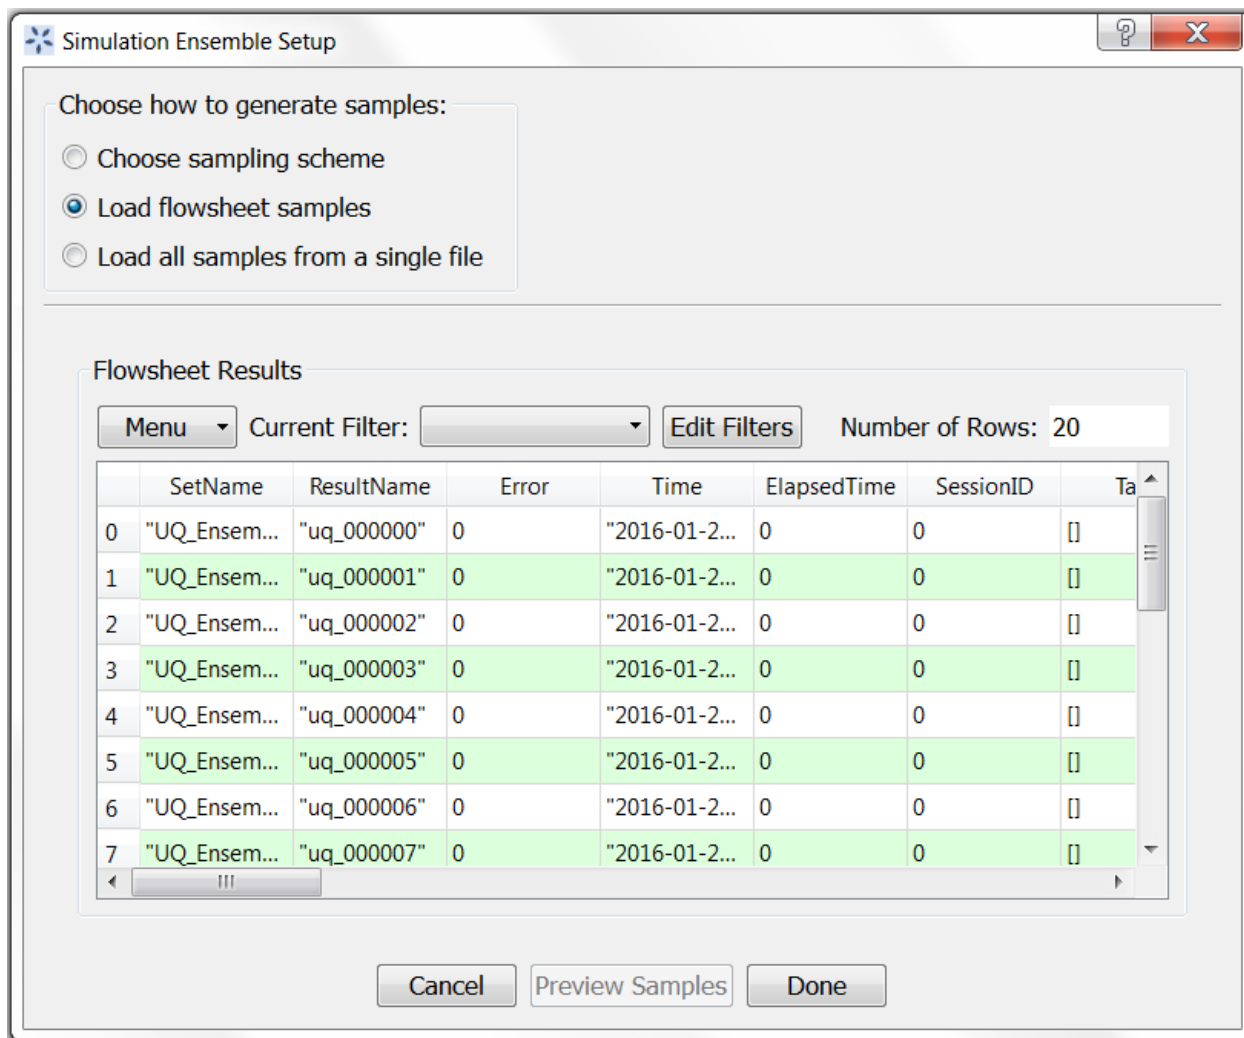 Simulation Ensemble Setup
Choose how to generate samples:
Choose sampling scheme
Load flowsheet samples
Load all samples from a single file
Flowsheet Results
Menu Current Filter: Edit Filters Number of Rows: 20
SetName ResultName Error Time ElapsedTime SessionID Ta
0 "UQ_Ensem... "uq_000000" 0 "2016-01-2... 0 0 []
1 "UQ_Ensem... "uq_000001" 0 "2016-01-2... 0 0 []
2 "UQ_Ensem... "uq_000002" 0 "2016-01-2... 0 0 []
3 "UQ_Ensem... "uq_000003" 0 "2016-01-2... 0 0 []
4 "UQ_Ensem... "uq_000004" 0 "2016-01-2... 0 0 []
5 "UQ_Ensem... "uq_000005" 0 "2016-01-2... 0 0 []
6 "UQ_Ensem... "uq_000006" 0 "2016-01-2... 0 0 []
7 "UQ_Ensem... "uq_000007" 0 "2016-01-2... 0 0 []
Cancel Preview Samples Done